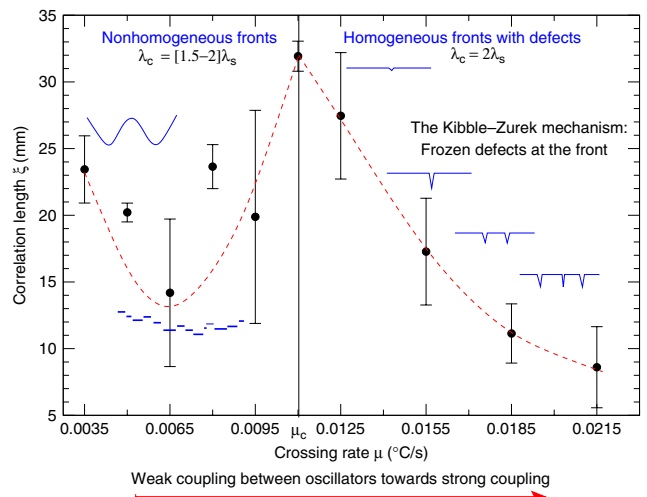 35
30
25
20
15
10
5
Correlation length ξ (mm)
Nonhomogeneous fronts
λc = [1.5–2]λs
Homogeneous fronts with defects
λc = 2λs
The Kibble–Zurek mechanism:
Frozen defects at the front
0.0035 0.0065 0.0095 μc 0.0125 0.0155 0.0185 0.0215
Crossing rate μ (°C/s)
Weak coupling between oscillators towards strong coupling